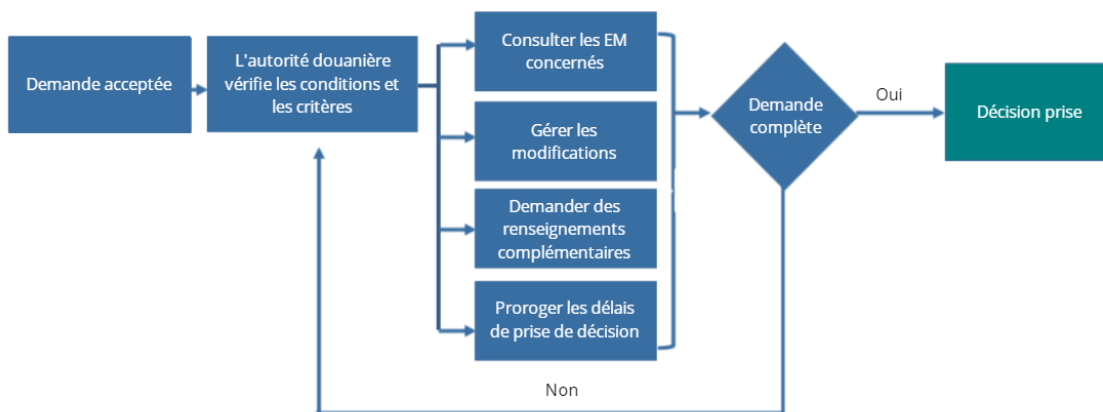 Demande acceptée
L'autorité douanière
vérifie les conditions et
les critères
Consulter les EM
concernés
Gérer les
modifications
Demander des
renseignements
complémentaires
Proroger les délais
de prise de décision
Demande
complète
Oui
Décision prise
Non